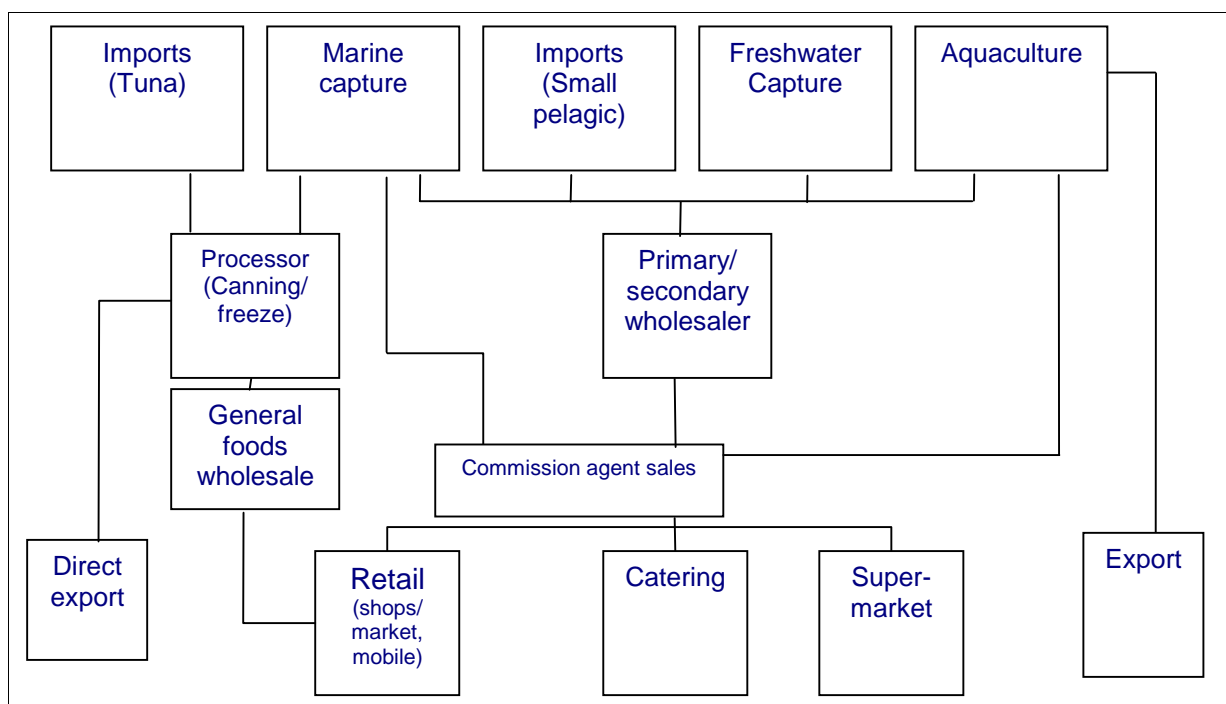 Imports
(Tuna)
Marine
capture
Imports
(Small
pelagic)
Freshwater
Capture
Aquaculture
Processor
(Canning/
freeze)
Primary/
secondary
wholesaler
General
foods
wholesale
Commission agent sales
Direct
export
Retail
(shops/
market,
mobile)
Catering
Super-
market
Export